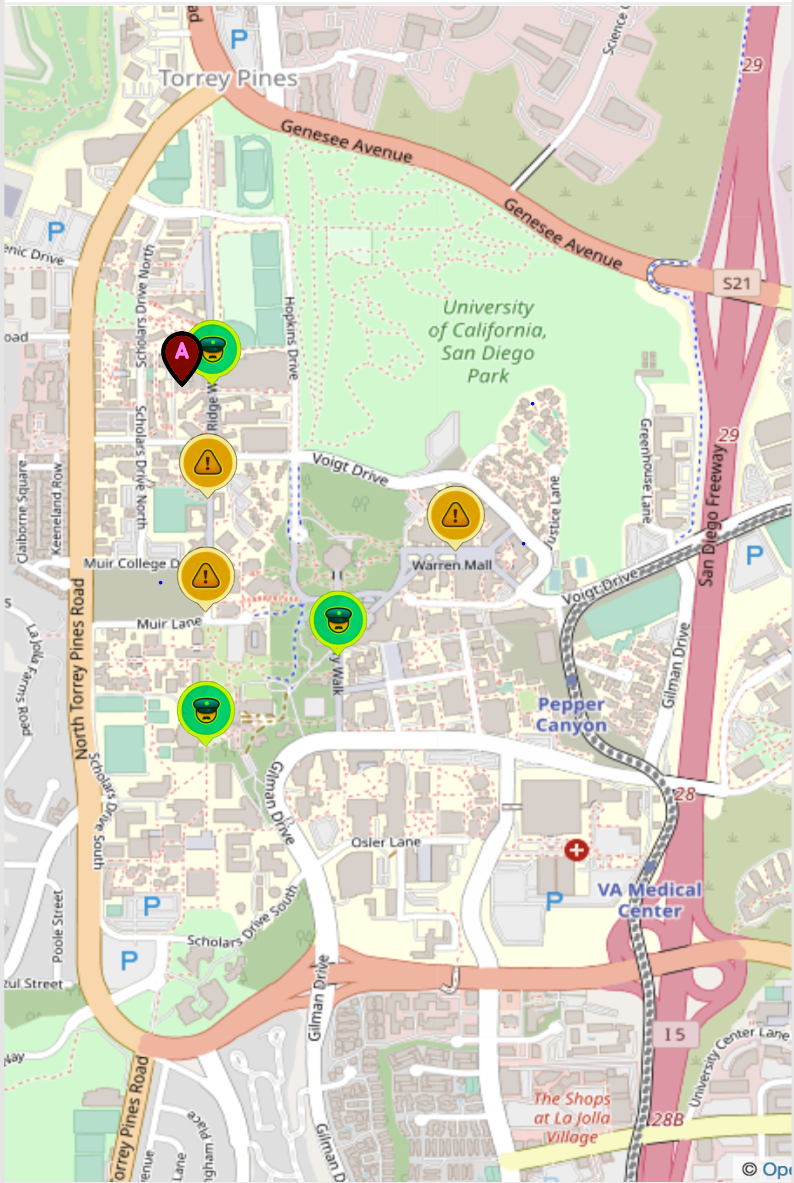 P
Torrey Pines
Science
29
Genesee Avenue
Genesee Avenue
P
enic Drive
Scholars Drive North
Hopkins Drive
S21
University
of California,
San Diego
Park
oad
A
Ridge W
29
Scholars Drive North
Greenhouse Lane
San Diego Freeway
Voigt Drive
Claiborne Square
Keeneland Row
Justice Lane
P
Muir College D
Warren Mall
Voigt Drive
Muir Lane
La Jolla Farms Road
North Torrey Pines Road
ry Walk
Gilman Drive
Pepper
Canyon
Scholars Drive South
Gilman Drive
28
Osler Lane
VA Medical
Center
P
P
Poole Street
Scholars Drive South
P
zul Street
Gilman Drive
I 5
University Center Lane
Way
Torrey Pines Road
The Shops
at La Jolla
Village
28B
Gilman D
ngham Place
Lane
venue
© Ope